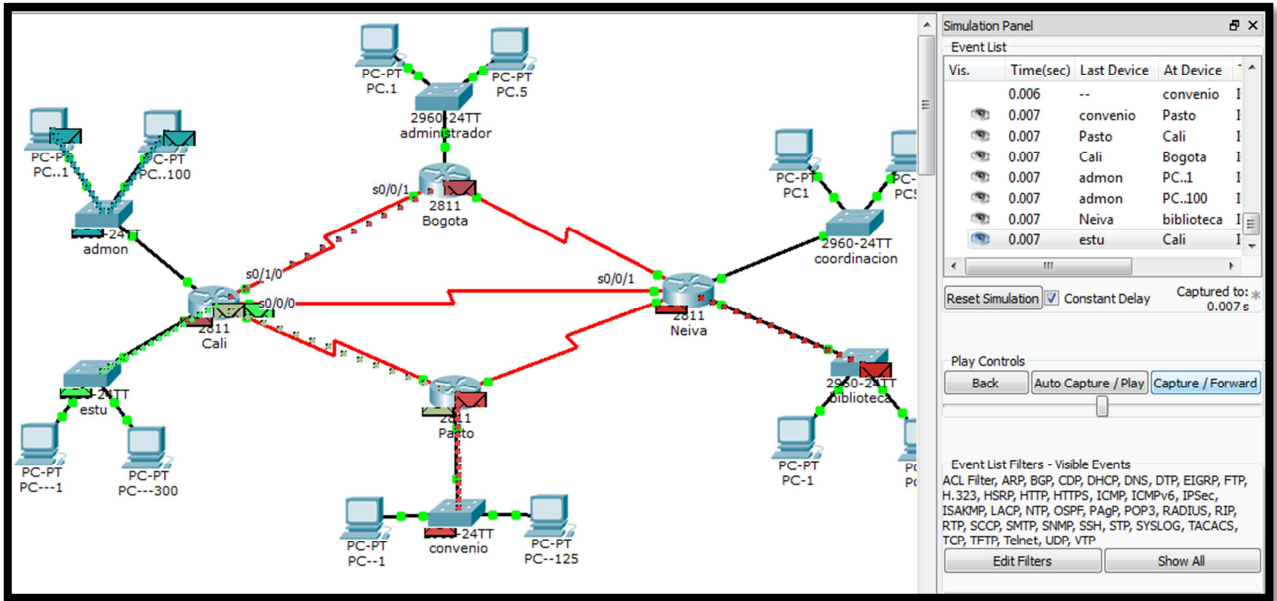 PC-PT
PC.1
PC-PT
PC.5
2960-24TT
administrador
PC-PT
PC..1
PC-PT
PC..100
-24TT
admon
s0/0/1
2811
Bogota
PC-PT
PC1
PC-
PC5
2960-24TT
coordinacion
s0/1/0
s0/0/0
2811
Cali
s0/0/1
2811
Neiva
-24TT
estu
PC-PT
PC---1
PC-PT
PC---300
2811
Pasto
2960-24TT
biblioteca
PC-PT
PC-1
-24TT
convenio
PC-PT
PC--1
PC-PT
PC--125
Simulation Panel
Event List
Vis. Time(sec) Last Device At Device
0.006 -- convenio I
0.007 convenio Pasto I
0.007 Pasto Cali I
0.007 Cali Bogota I
0.007 admon PC..1 I
0.007 admon PC..100 I
0.007 Neiva biblioteca I
0.007 estu Cali I
Reset Simulation Constant Delay Captured to:
0.007 s
Play Controls
Back Auto Capture / Play Capture / Forward
Event List Filters - Visible Events
ACL Filter, ARP, BGP, CDP, DHCP, DNS, DTP, EIGRP, FTP,
H.323, HSRP, HTTP, HTTPS, ICMP, ICMPv6, IPSec,
ISAKMP, LACP, NTP, OSPF, PAgP, POP3, RADIUS, RIP,
RTP, SCCP, SMTP, SNMP, SSH, STP, SYSLOG, TACACS,
TCP, TFTP, Telnet, UDP, VTP
Edit Filters Show All